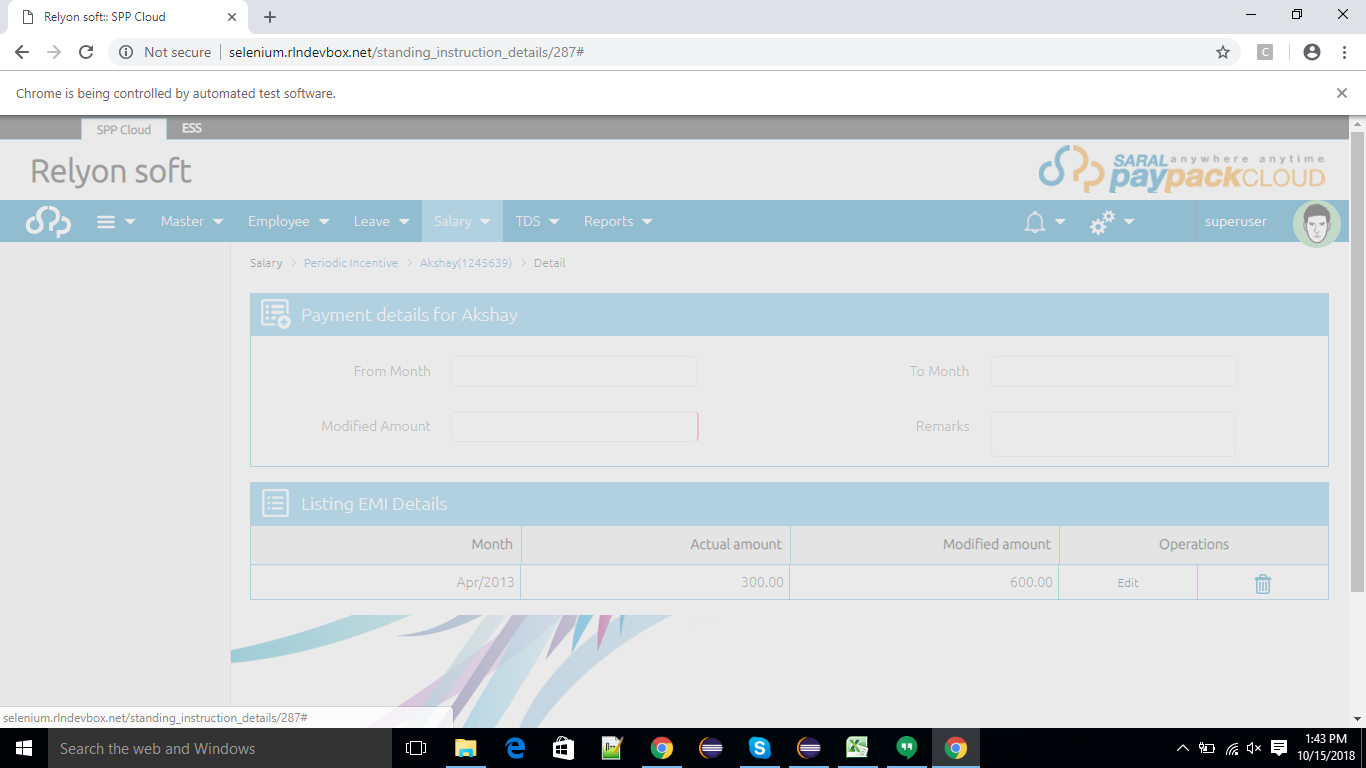 Relyon soft:: SPP Cloud
Not secure selenium.rlndevbox.net/standing_instruction_details/287#
C
Chrome is being controlled by automated test software.
SPP Cloud ESS
Relyon soft
SARAL anywhere anytime
paypackCLOUD
Master Employee Leave Salary TDS Reports superuser
Salary > Periodic Incentive > Akshay(1245639) > Detail
Payment details for Akshay
From Month To Month
Modified Amount Remarks
Listing EMI Details
Month Actual amount Modified amount Operations
Apr/2013 300.00 600.00 Edit
selenium.rlndevbox.net/standing_instruction_details/287#
Search the web and Windows
1:43 PM
10/15/2018